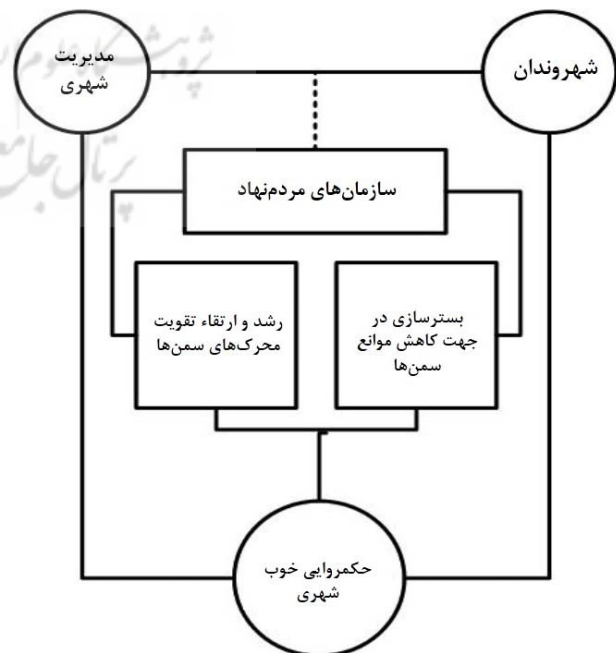 شهروندان
مدیریت
شهری
سازمان‌های مردم‌نهاد
بسترسازی در
جهت کاهش موانع
سمن‌ها
رشد و ارتقاء تقویت
محرک‌های سمن‌ها
حکمروایی خوب
شهری